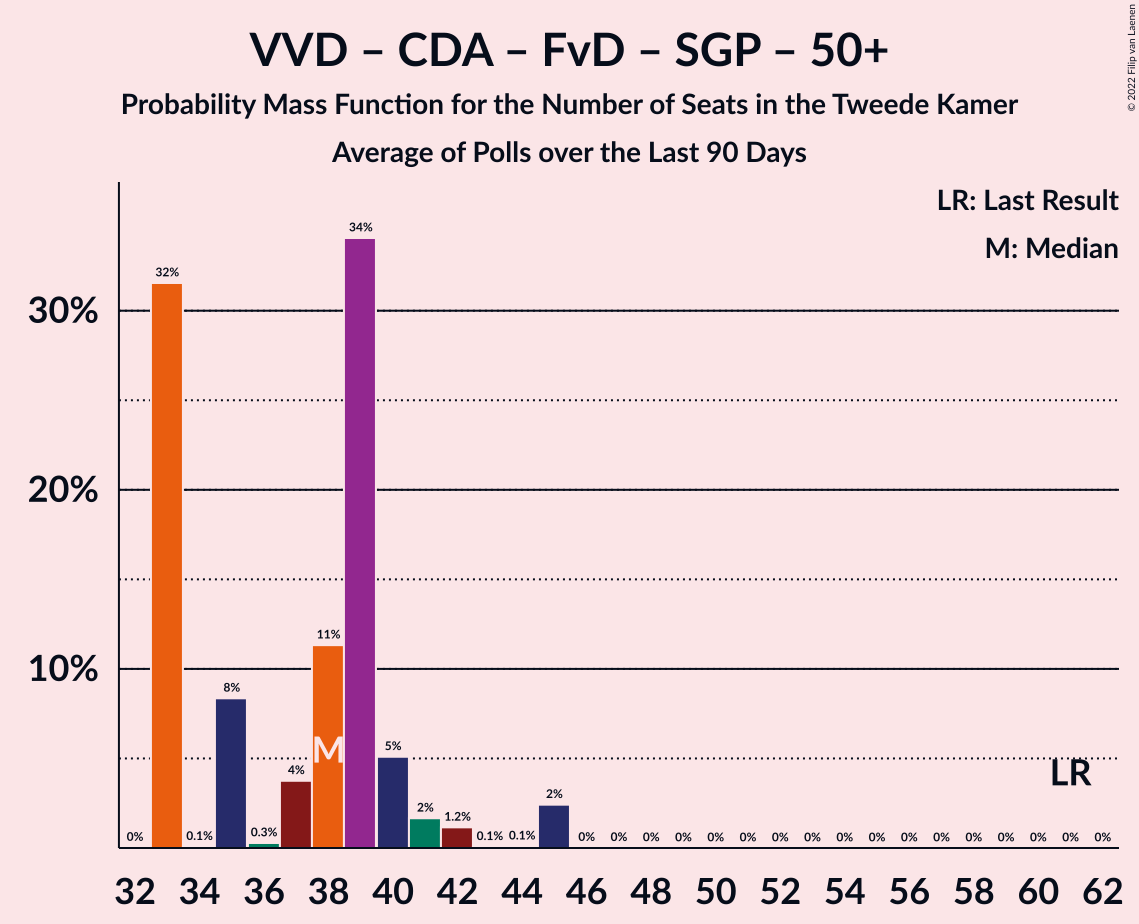 VVD – CDA – FvD – SGP – 50+
Probability Mass Function for the Number of Seats in the Tweede Kamer
Average of Polls over the Last 90 Days
© 2022 Filip van Laenen
LR: Last Result
M: Median
30%
20%
10%
0% 32% 0.1% 8% 0.3% 4% 11% 34% 5% 2% 1.2% 0.1% 0.1% 2% 0% 0% 0% 0% 0% 0% 0% 0% 0% 0% 0% 0% 0% 0% 0% 0% 0%
M
LR
32 34 36 38 40 42 44 46 48 50 52 54 56 58 60 62